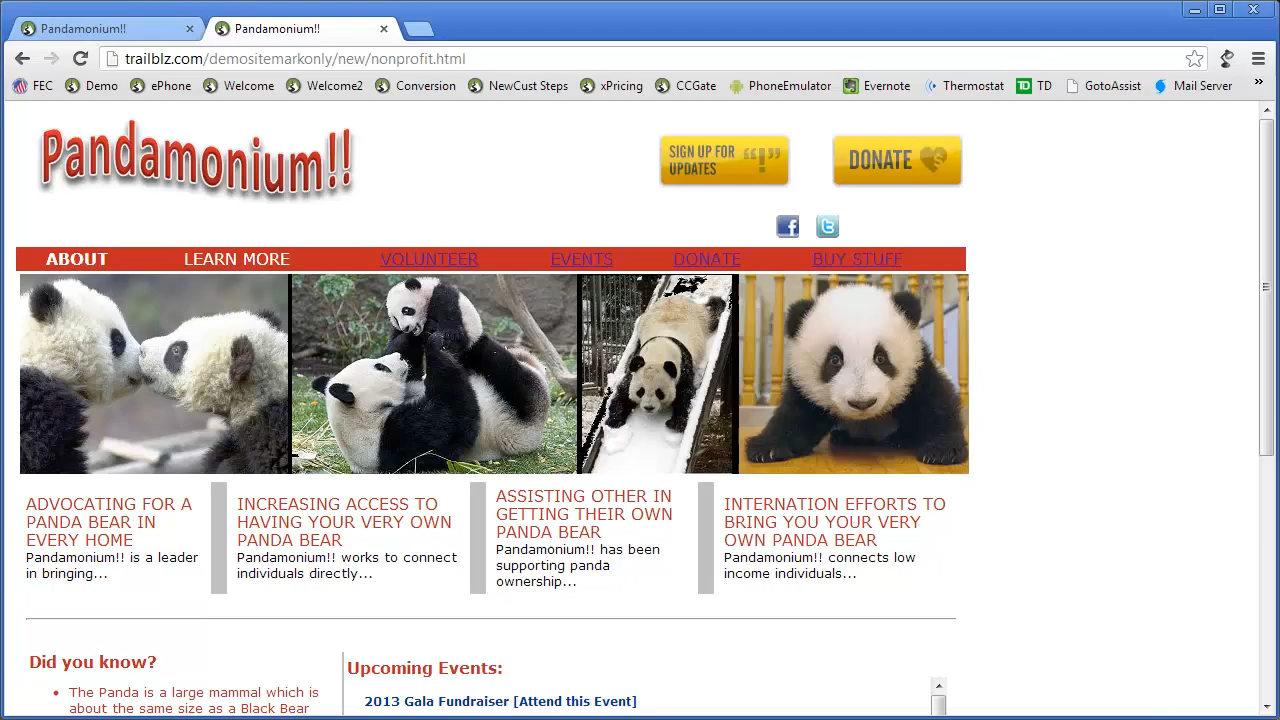 Pandamonium!!
Pandamonium!!
trailblz.com/demositemarkonly/new/nonprofit.html
FEC Demo ePhone Welcome Welcome2 Conversion NewCust Steps xPricing CCGate PhoneEmulator Evernote Thermostat TD GotoAssist Mail Server »
Pandamonium!!
SIGN UP FOR
UPDATES
“!”
DONATE
ABOUT LEARN MORE VOLUNTEER EVENTS DONATE BUY STUFF
ADVOCATING FOR A
PANDA BEAR IN
EVERY HOME
Pandamonium!! is a leader
in bringing...
INCREASING ACCESS TO
HAVING YOUR VERY OWN
PANDA BEAR
Pandamonium!! works to connect
individuals directly...
ASSISTING OTHER IN
GETTING THEIR OWN
PANDA BEAR
Pandamonium!! has been
supporting panda
ownership...
INTERNATION EFFORTS TO
BRING YOU YOUR VERY
OWN PANDA BEAR
Pandamonium!! connects low
income individuals...
Did you know?
• The Panda is a large mammal which is
about the same size as a Black Bear
Upcoming Events:
2013 Gala Fundraiser [Attend this Event]